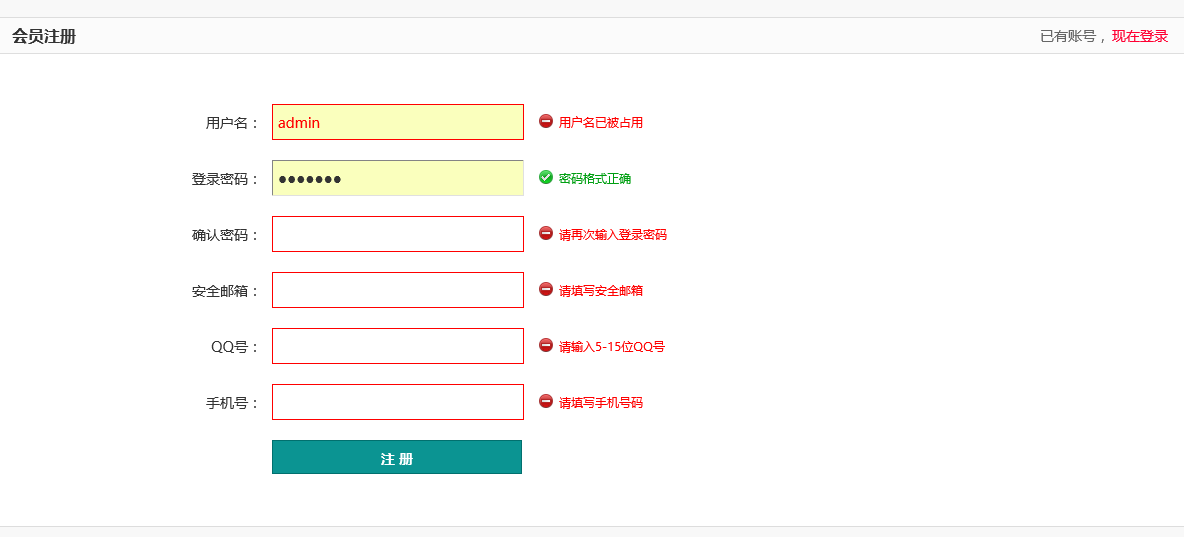 会员注册
已有账号，现在登录
用户名： admin 用户名已被占用
登录密码： ●●●●●●● 密码格式正确
确认密码： 请再次输入登录密码
安全邮箱： 请填写安全邮箱
QQ号： 请输入5-15位QQ号
手机号： 请填写手机号码
注 册